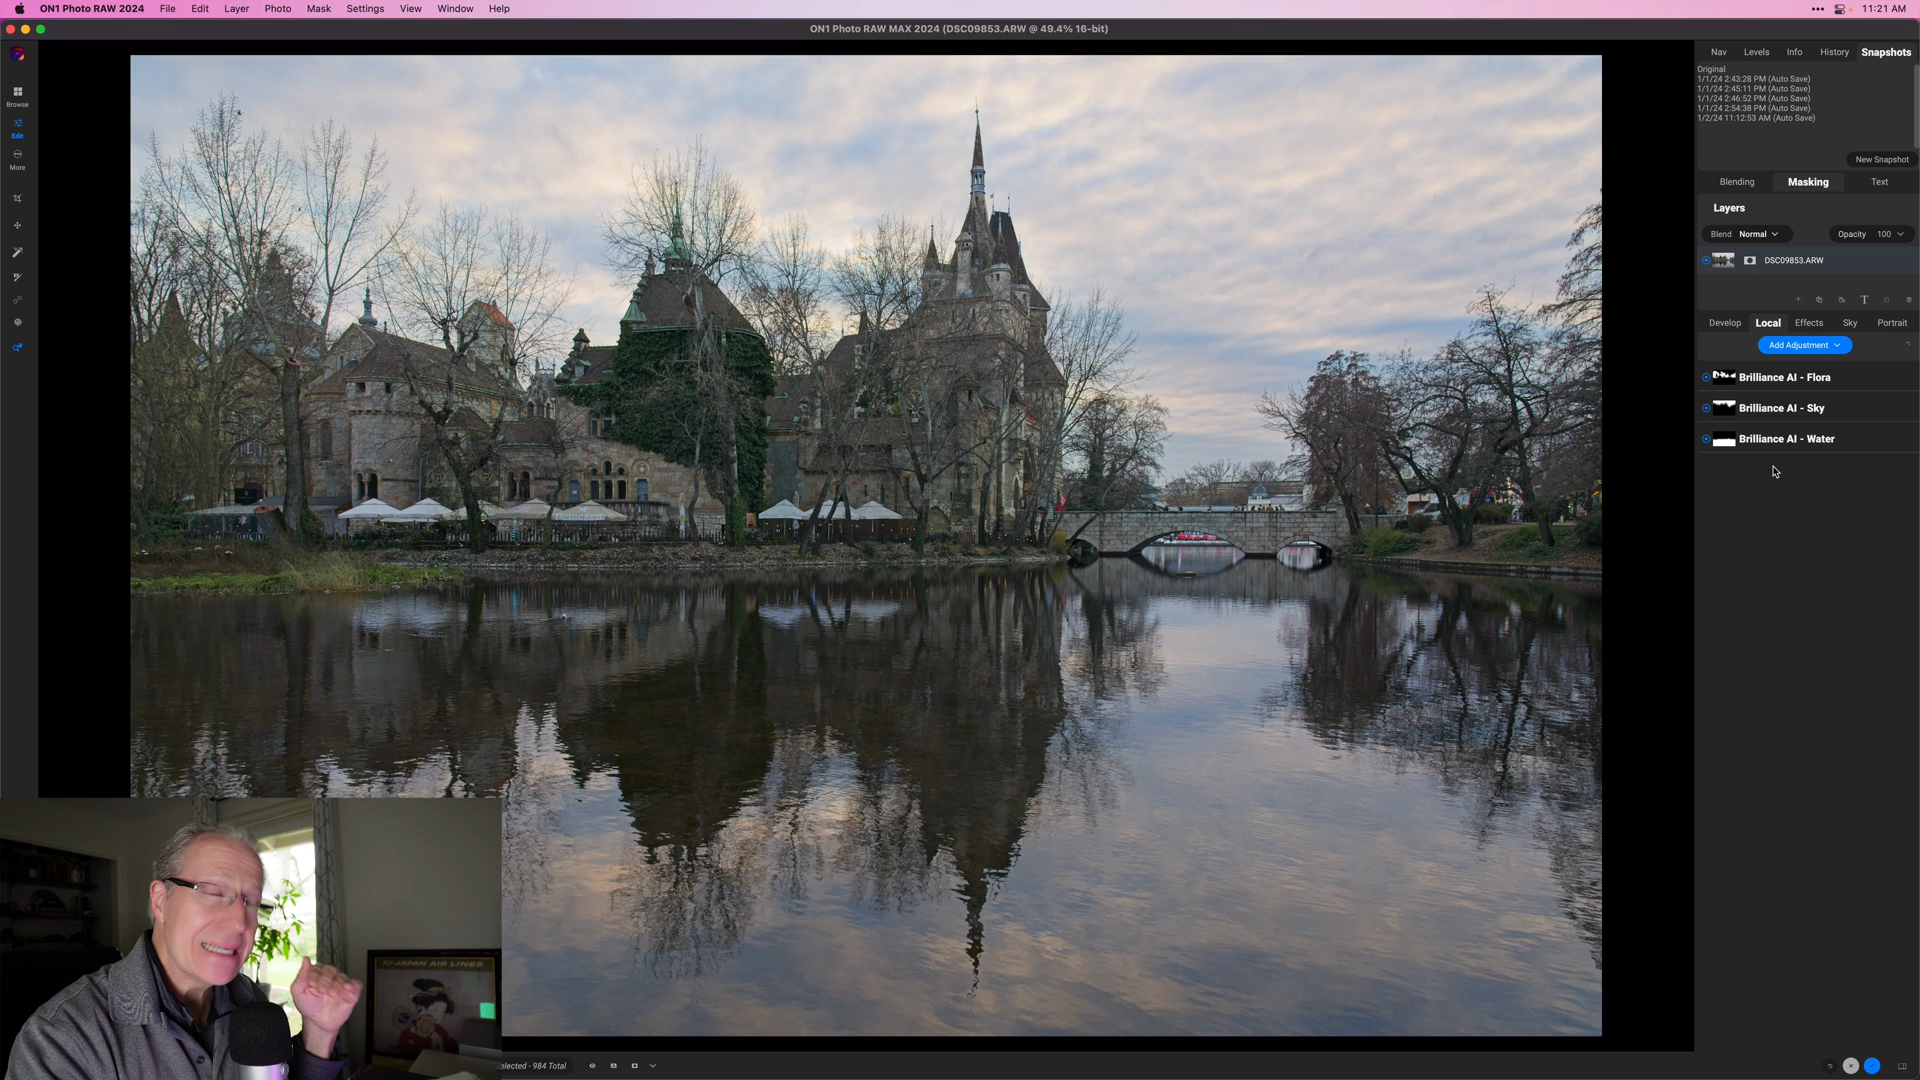 ON1 Photo RAW 2024 File Edit Layer Photo Mask Settings View Window Help 11:21 AM
ON1 Photo RAW MAX 2024 (DSC09853.ARW @ 49.4% 16-bit)
Nav Levels Info History Snapshots
Original
1/1/24 2:43:28 PM (Auto Save)
1/1/24 2:45:11 PM (Auto Save)
1/1/24 2:46:52 PM (Auto Save)
1/1/24 2:54:38 PM (Auto Save)
1/2/24 11:12:53 AM (Auto Save)
New Snapshot
Browse
Edit
More
Blending Masking Text
Layers
Blend Normal Opacity 100
DSC09853.ARW
Develop Local Effects Sky Portrait
Add Adjustment
Brilliance AI - Flora
Brilliance AI - Sky
Brilliance AI - Water
JAPAN AIR LINES
elected - 984 Total